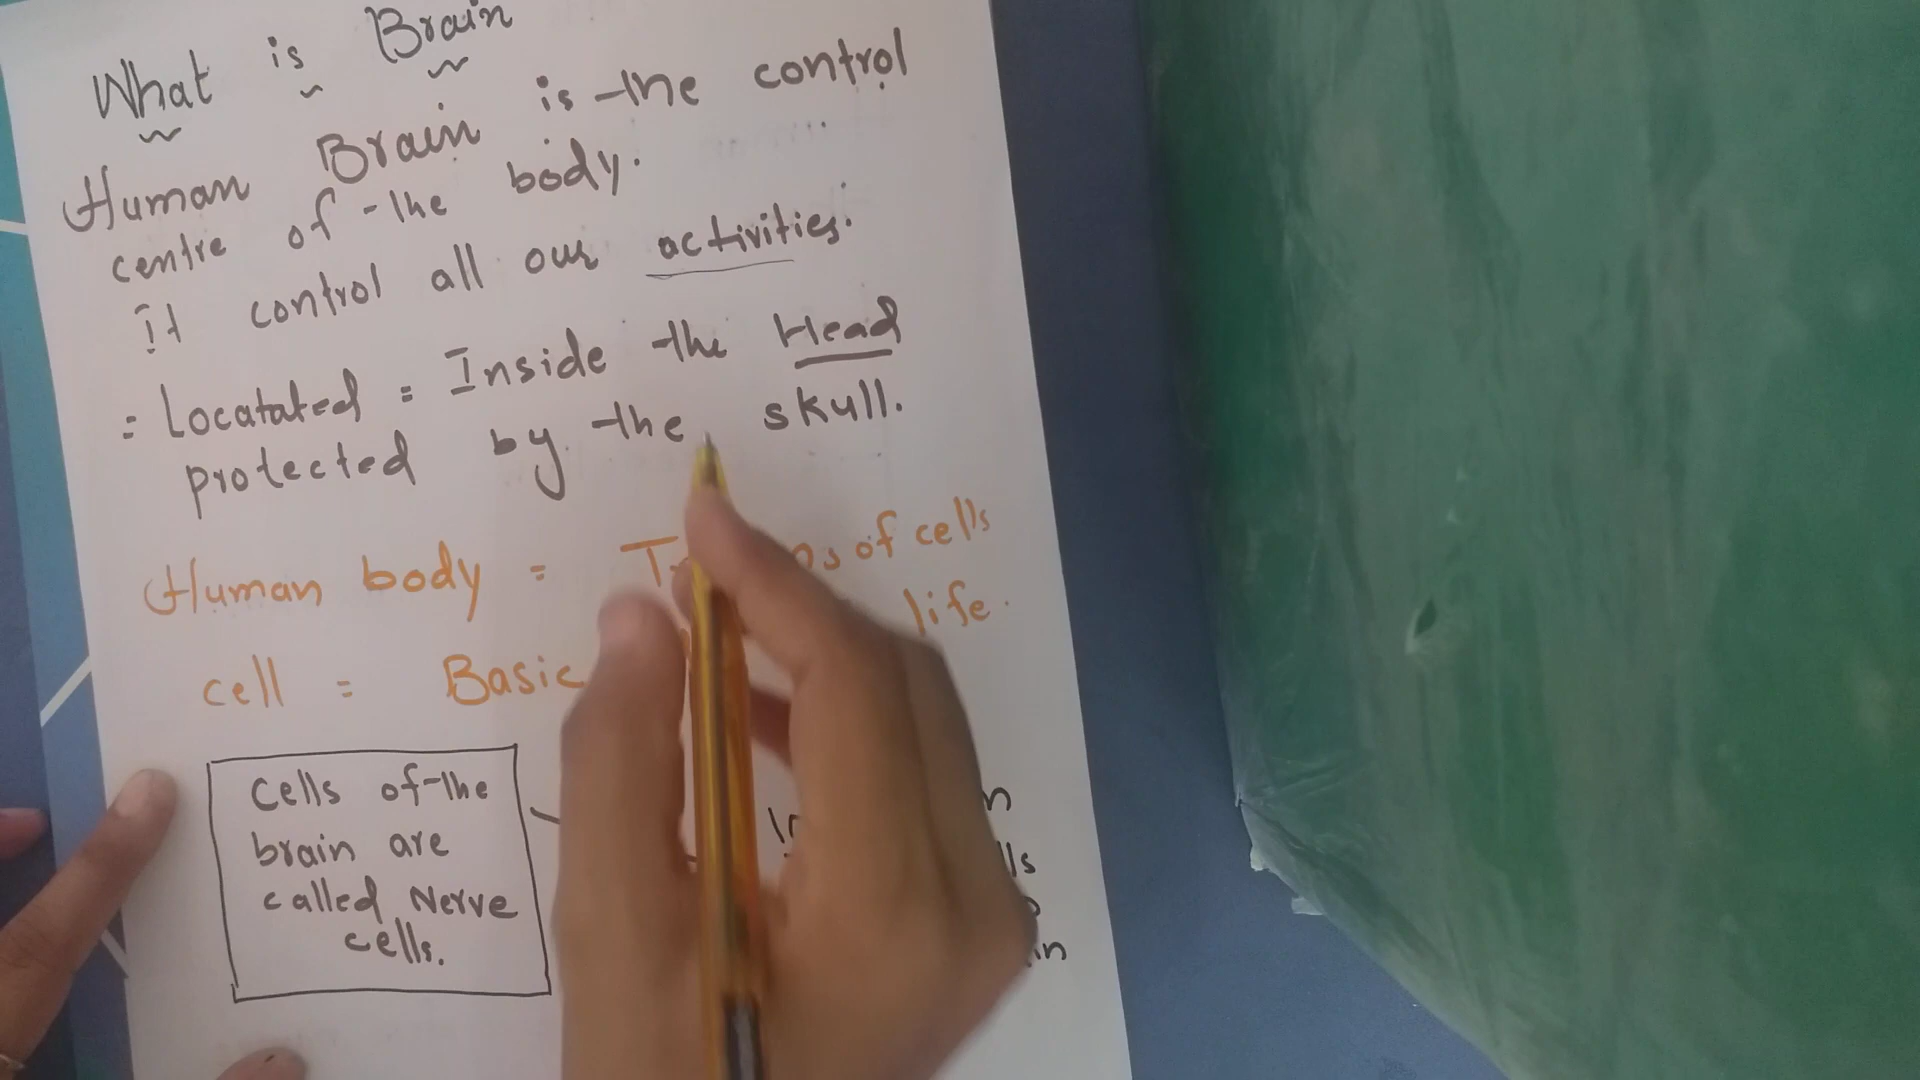 What is Brain
Human Brain is the control
centre of the body.
It control all our activities.
= Locatated = Inside the Head
protected by the skull.
Human body = of cells
cell = Basic life.
Cells of the
brain are
called Nerve
cells.